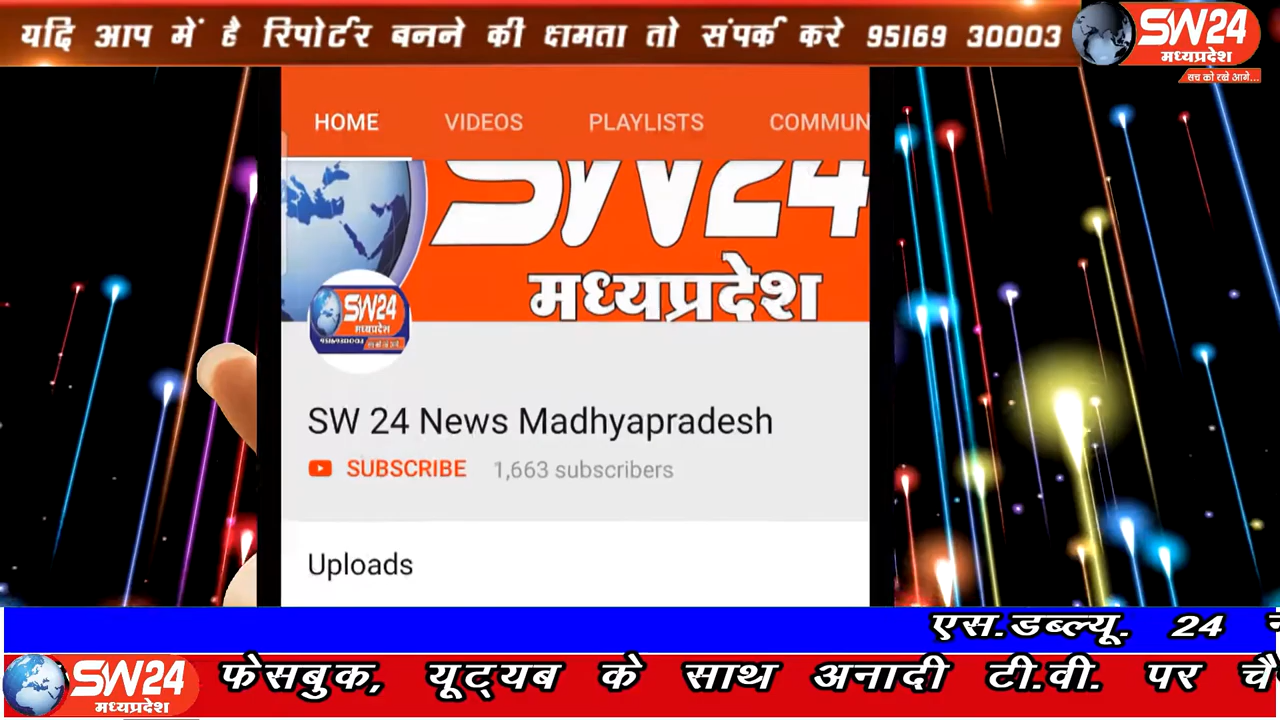 यदि आप में है रिपोर्टर बनने की क्षमता तो संपर्क करे 95169 30003
SW24
मध्यप्रदेश
सच को रखे आगे...
HOME VIDEOS PLAYLISTS COMMUN
SW24
मध्यप्रदेश
SW24
मध्यप्रदेश
9516930003
SW 24 News Madhyapradesh
SUBSCRIBE 1,663 subscribers
Uploads
एस.डब्ल्यू. 24
SW24
मध्यप्रदेश
फेसबुक, यूट्यब के साथ अनादी टी.वी. पर